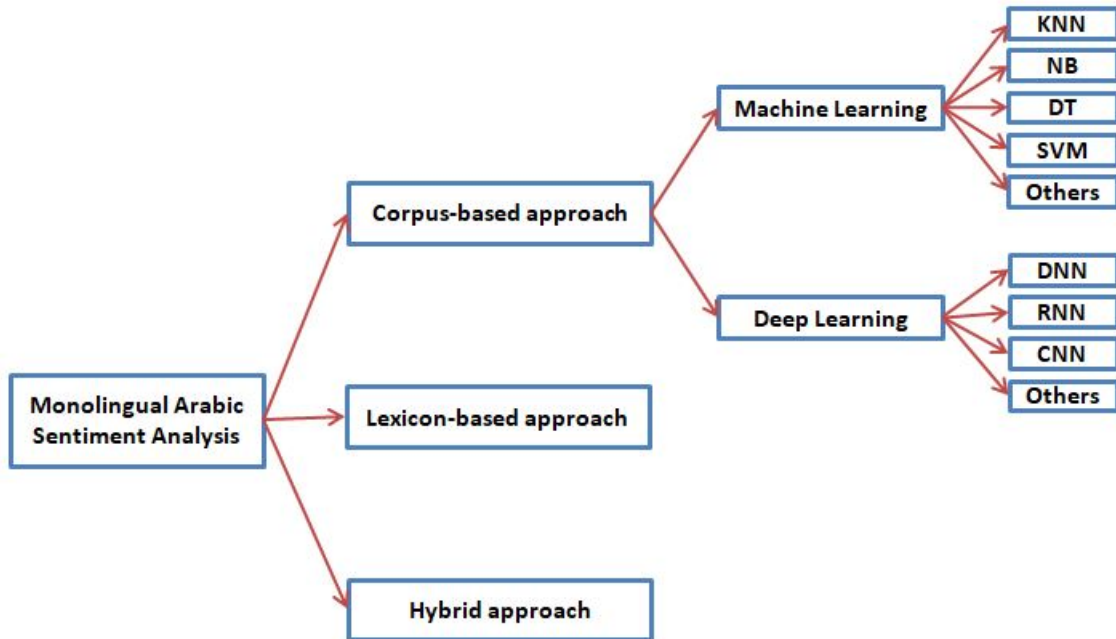 Monolingual Arabic
Sentiment Analysis
Corpus-based approach
Lexicon-based approach
Hybrid approach
Machine Learning
Deep Learning
KNN
NB
DT
SVM
Others
DNN
RNN
CNN
Others